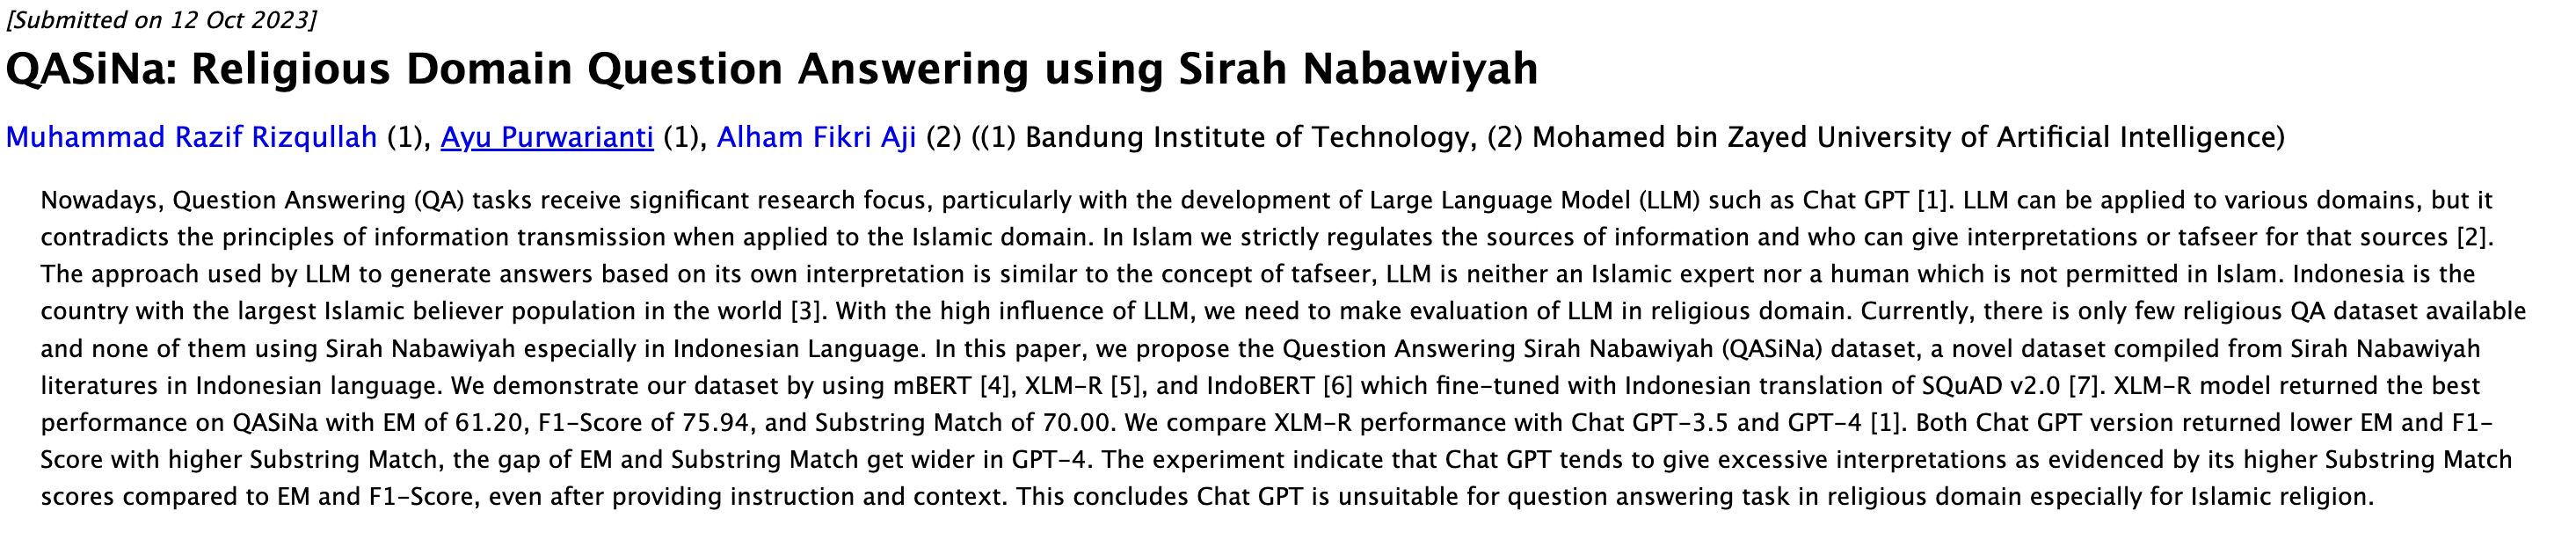 [Submitted on 12 Oct 2023]
QASiNa: Religious Domain Question Answering using Sirah Nabawiyah
Muhammad Razif Rizqullah (1), Ayu Purwarianti (1), Alham Fikri Aji (2) ((1) Bandung Institute of Technology, (2) Mohamed bin Zayed University of Artificial Intelligence)
Nowadays, Question Answering (QA) tasks receive significant research focus, particularly with the development of Large Language Model (LLM) such as Chat GPT [1]. LLM can be applied to various domains, but it
contradicts the principles of information transmission when applied to the Islamic domain. In Islam we strictly regulates the sources of information and who can give interpretations or tafseer for that sources [2].
The approach used by LLM to generate answers based on its own interpretation is similar to the concept of tafseer, LLM is neither an Islamic expert nor a human which is not permitted in Islam. Indonesia is the
country with the largest Islamic believer population in the world [3]. With the high influence of LLM, we need to make evaluation of LLM in religious domain. Currently, there is only few religious QA dataset available
and none of them using Sirah Nabawiyah especially in Indonesian Language. In this paper, we propose the Question Answering Sirah Nabawiyah (QASiNa) dataset, a novel dataset compiled from Sirah Nabawiyah
literatures in Indonesian language. We demonstrate our dataset by using mBERT [4], XLM-R [5], and IndoBERT [6] which fine-tuned with Indonesian translation of SQuAD v2.0 [7]. XLM-R model returned the best
performance on QASiNa with EM of 61.20, F1-Score of 75.94, and Substring Match of 70.00. We compare XLM-R performance with Chat GPT-3.5 and GPT-4 [1]. Both Chat GPT version returned lower EM and F1-
Score with higher Substring Match, the gap of EM and Substring Match get wider in GPT-4. The experiment indicate that Chat GPT tends to give excessive interpretations as evidenced by its higher Substring Match
scores compared to EM and F1-Score, even after providing instruction and context. This concludes Chat GPT is unsuitable for question answering task in religious domain especially for Islamic religion.